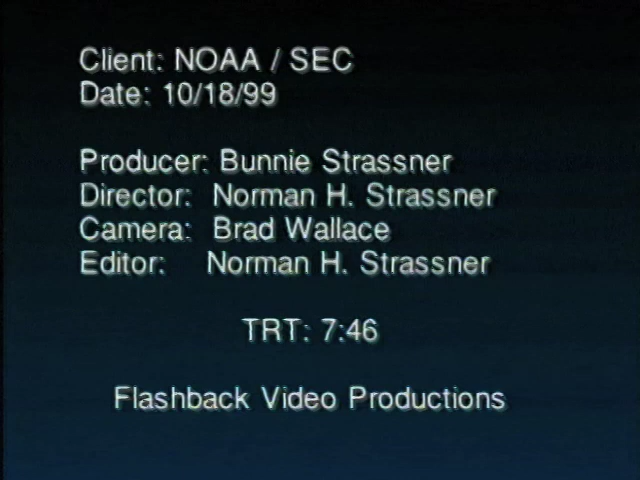 Client: NOAA / SEC
Date: 10/18/99
Producer: Bunnie Strassner
Director: Norman H. Strassner
Camera: Brad Wallace
Editor: Norman H. Strassner
TRT: 7:46
Flashback Video Productions